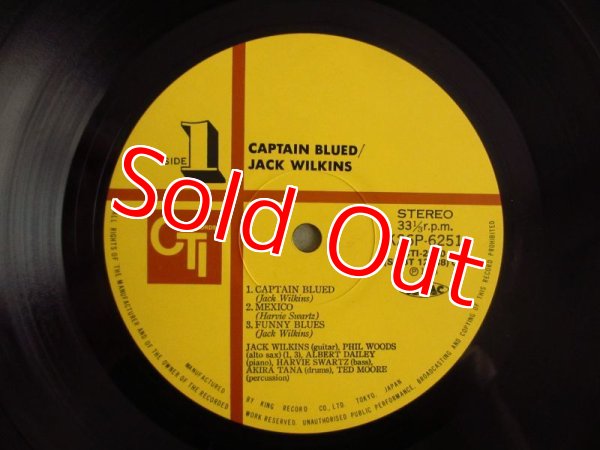 SIDE 1
CAPTAIN BLUED/
JACK WILKINS
Sold Out
STEREO
33⅓ r.p.m.
P-6251
CTI
1. CAPTAIN BLUED
(Jack Wilkins)
2. MEXICO
(Harvie Swartz)
3. FUNNY BLUES
(Jack Wilkins)
JACK WILKINS (guitar), PHIL WOODS
(alto sax) (1, 3), ALBERT DAILEY
(piano), HARVIE SWARTZ (bass),
AKIRA TANA (drums), TED MOORE
(percussion)
ALL RIGHTS OF THE MANUFACTURER AND OF THE OWNER OF THE RECORDED WORK RESERVED. UNAUTHORISED PUBLIC PERFORMANCE, BROADCASTING AND COPYING OF THIS RECORD PROHIBITED
MANUFACTURED BY KING RECORD CO., LTD. TOKYO, JAPAN